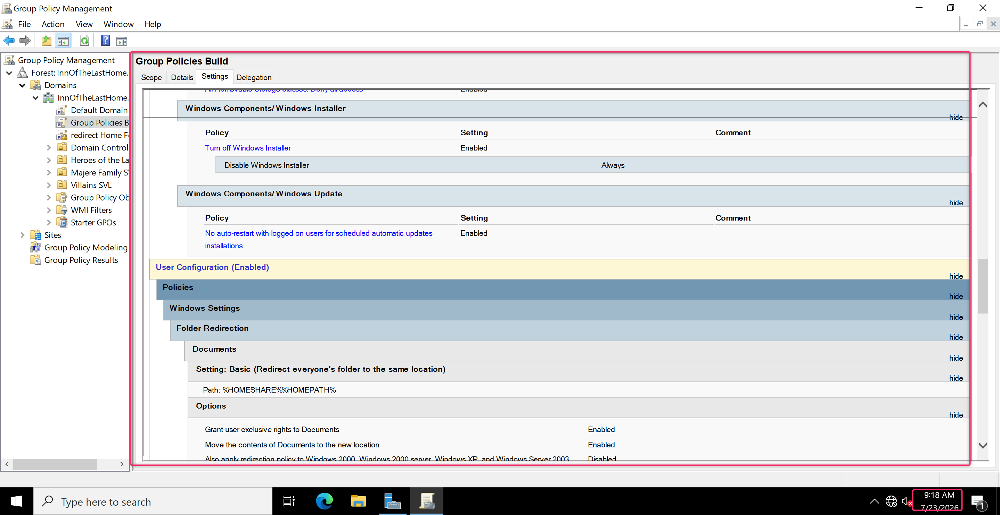 Group Policy Management
File Action View Window Help
Group Policy Management
Forest: InnOfTheLastHome.
Domains
InnOfTheLastHome.
Default Domain
Group Policies B
redirect Home F
Domain Control
Heroes of the La
Majere Family S
Villains SVL
Group Policy Ob
WMI Filters
Starter GPOs
Sites
Group Policy Modeling
Group Policy Results
Group Policies Build
Scope Details Settings Delegation
All Removable Storage classes: Deny all access Enabled
Windows Components/Windows Installer
hide
Policy Setting Comment
Turn off Windows Installer Enabled
Disable Windows Installer Always
Windows Components/Windows Update
hide
Policy Setting Comment
No auto-restart with logged on users for scheduled automatic updates Enabled
installations
User Configuration (Enabled)
hide
Policies
hide
Windows Settings
hide
Folder Redirection
hide
Documents
hide
Setting: Basic (Redirect everyone's folder to the same location)
hide
Path: %HOMESHARE%%HOMEPATH%
Options
hide
Grant user exclusive rights to Documents Enabled
Move the contents of Documents to the new location Enabled
Also apply redirection policy to Windows 2000, Windows 2000 server, Windows XP, and Windows Server 2003 Disabled
Type here to search
9:18 AM
7/23/2026
1